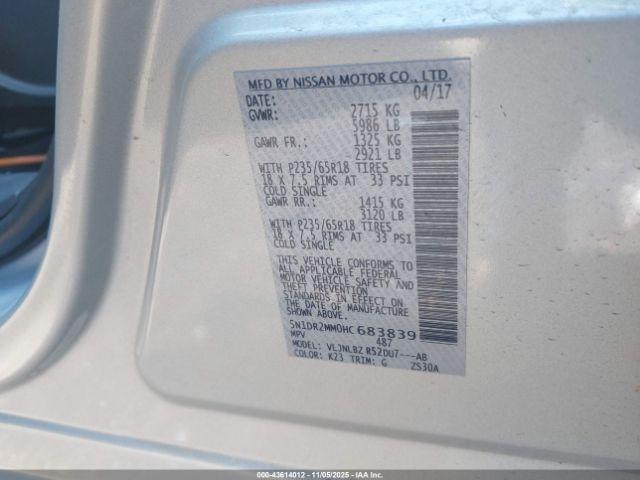 MFD BY NISSAN MOTOR CO., LTD.
DATE: 04/17
GVWR: 2715 KG
5986 LB
GAWR FR.: 1325 KG
2921 LB
WITH P235/65R18 TIRES
18 X 7.5 RIMS AT 33 PSI
COLD SINGLE
GAWR RR.: 1415 KG
3120 LB
WITH P235/65R18 TIRES
18 X 7.5 RIMS AT 33 PSI
COLD SINGLE
THIS VEHICLE CONFORMS TO
ALL APPLICABLE FEDERAL
MOTOR VEHICLE SAFETY AND
THEFT PREVENTION
STANDARDS IN EFFECT ON
THE DATE OF MANUFACTURE
SHOWN ABOVE.
5N1DR2MM0HC683839
MPV 487
MODEL: VLJNLBZ R52DU7---AB
COLOR: K23 TRIM: G ZS30A
000-43614012 - 11/05/2025 - Copyright © IAA, LLC.